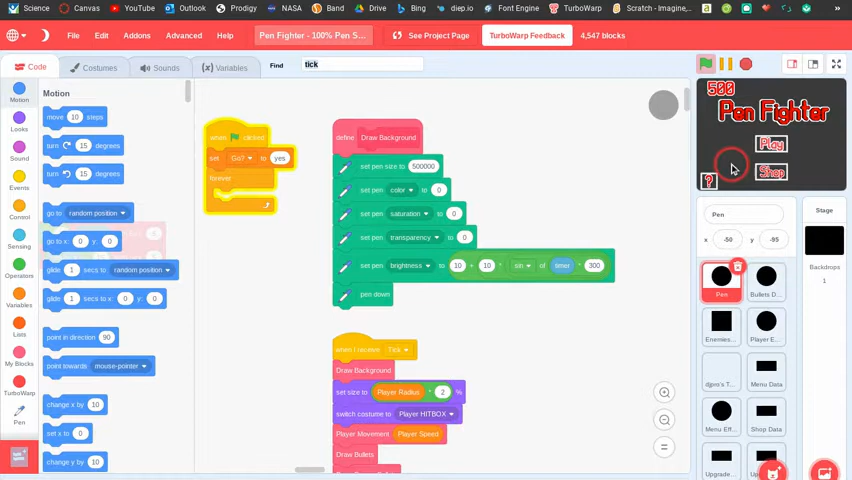 Science Canvas YouTube Outlook Prodigy NASA Band Drive Bing diep.io Font Engine TurboWarp Scratch - Imagine,...
File Edit Addons Advanced Pen Fighter - 100% Pen S... See Project Page TurboWarp Feedback 4,547 blocks
Code Costumes Sounds Variables Find tick
Motion
Looks
Sound
Events
Control
Sensing
Operators
Variables
Lists
My Blocks
TurboWarp
Pen
Motion
move 10 steps
turn 15 degrees
turn 15 degrees
go to random position
go to x: 0 y: 0
glide 1 secs to random position
glide 1 secs to x: 0 y: 0
point in direction 90
point towards mouse-pointer
change x by 10
set x to 0
change y by 10
when clicked
set Go? to yes
forever
define Draw Background
set pen size to 500000
set pen color to 0
set pen saturation to 0
set pen transparency to 0
set pen brightness to 10 + 10 * sin of timer * 300
pen down
when I receive Tick
Draw Background
set size to Player Radius * 2 %
switch costume to Player HITBOX
Player Movement Player Speed
Draw Bullets
500
Pen Fighter
Play
Shop
?
Pen
x -50 y -95
Stage
Backdrops
1
Pen Bullets D...
Enemies... Player E...
djpro's T... Menu Data
Menu Eff... Shop Data
Upgrade...